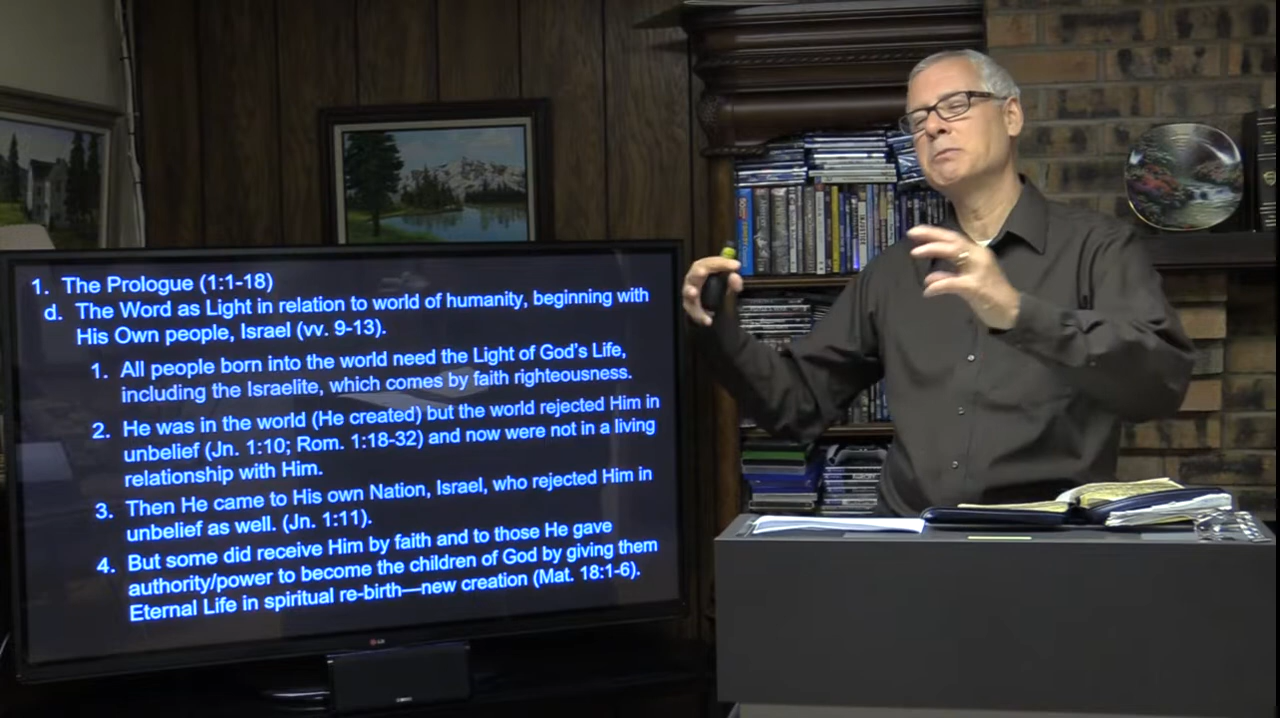 1. The Prologue (1:1-18)
d. The Word as Light in relation to world of humanity, beginning with
His Own people, Israel (vv. 9-13).
1. All people born into the world need the Light of God's Life,
including the Israelite, which comes by faith righteousness.
2. He was in the world (He created) but the world rejected Him in
unbelief (Jn. 1:10; Rom. 1:18-32) and now were not in a living
relationship with Him.
3. Then He came to His own Nation, Israel, who rejected Him in
unbelief as well. (Jn. 1:11).
4. But some did receive Him by faith and to those He gave
authority/power to become the children of God by giving them
Eternal Life in spiritual re-birth—new creation (Mat. 18:1-6).
LG